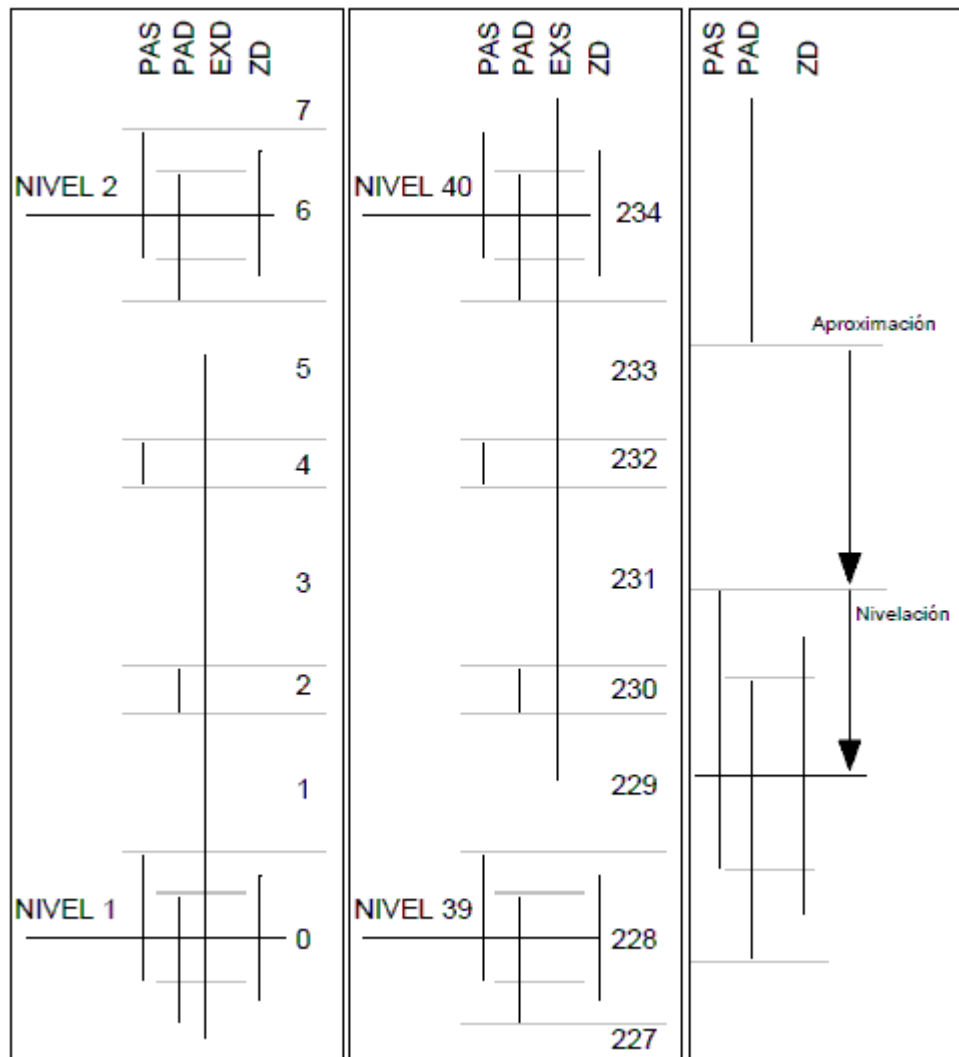 PAS PAD EXD ZD
7
NIVEL 2
6
5
4
3
2
1
NIVEL 1
0
PAS PAD EXS ZD
NIVEL 40
234
233
232
231
230
229
NIVEL 39
228
227
PAS PAD ZD
Aproximación
Nivelación